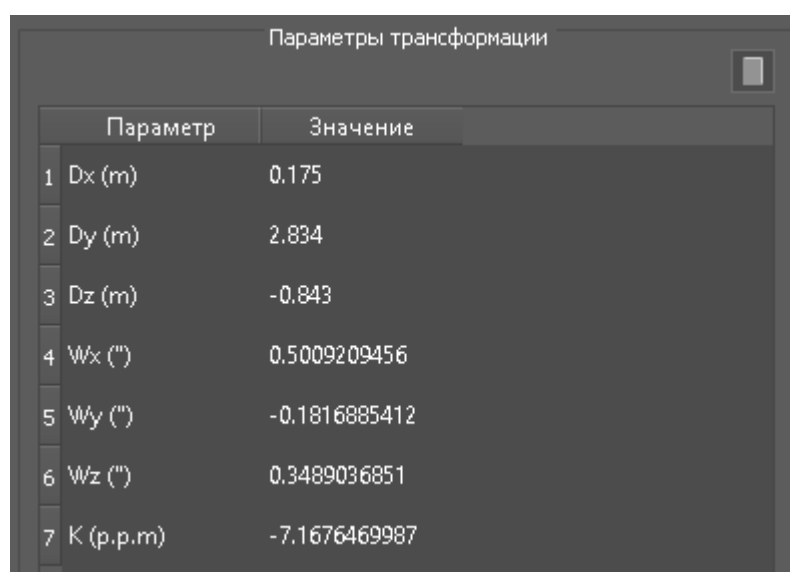 Параметры трансформации
Параметр Значение
1 Dx (m) 0.175
2 Dy (m) 2.834
3 Dz (m) -0.843
4 Wx (") 0.5009209456
5 Wy (") -0.1816885412
6 Wz (") 0.3489036851
7 K (p.p.m) -7.1676469987